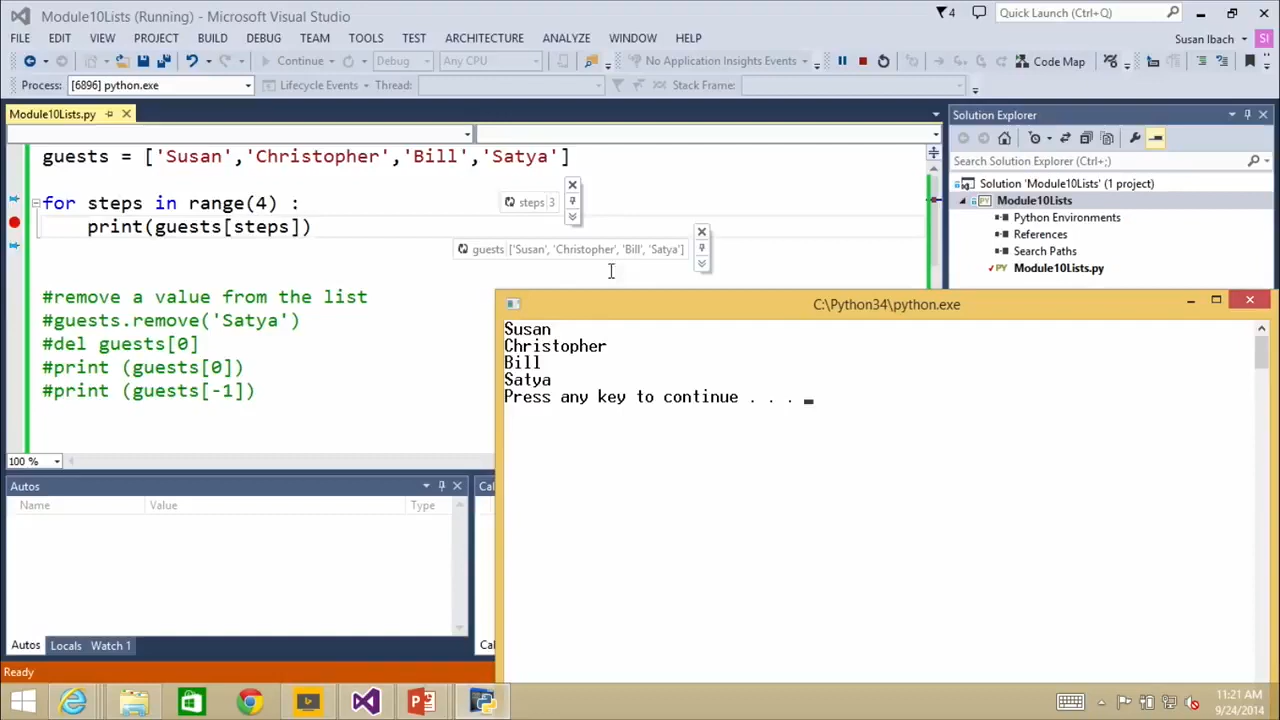 Module10Lists (Running) - Microsoft Visual Studio
4
Quick Launch (Ctrl+Q)
FILE EDIT VIEW PROJECT BUILD DEBUG TEAM TOOLS TEST ARCHITECTURE ANALYZE WINDOW HELP
Susan Ibach SI
Continue Debug Any CPU No Application Insights Events Code Map
Process: [6896] python.exe Lifecycle Events Thread: Stack Frame:
Module10Lists.py
guests = ['Susan','Christopher','Bill','Satya']
for steps in range(4) :
steps 3
print(guests[steps])
guests ['Susan', 'Christopher', 'Bill', 'Satya']
#remove a value from the list
#guests.remove('Satya')
#del guests[0]
#print (guests[0])
#print (guests[-1])
100 %
Solution Explorer
Search Solution Explorer (Ctrl+;)
Solution 'Module10Lists' (1 project)
Module10Lists
Python Environments
References
Search Paths
Module10Lists.py
C:\Python34\python.exe
Susan
Christopher
Bill
Satya
Press any key to continue . . .
Autos
Name Value Type
Autos Locals Watch 1
Cal
Cal
Ready
11:21 AM
9/24/2014